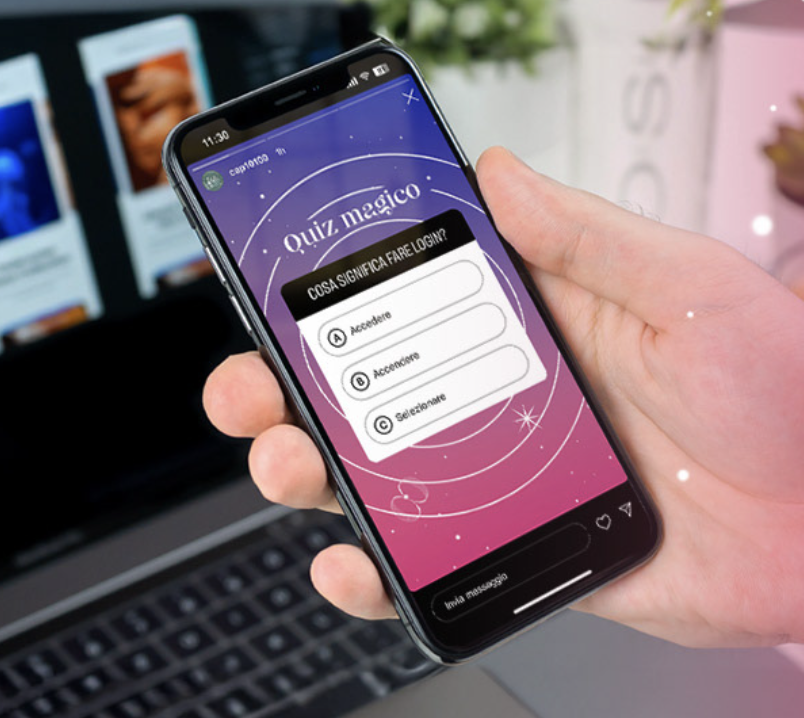 11:30
cap10100 1h
Quiz magico
COSA SIGNIFICA FARE LOGIN?
A Accedere
B Accendere
C Selezionare
Invia messaggio